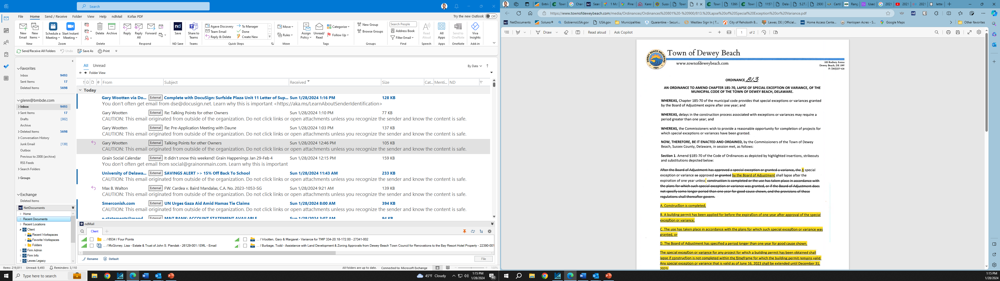 Search
File Home Send / Receive Folder View Help ndMail Kofax PDF
Try the new Outlook Off
New Email
New Items
Schedule a Meeting
Start Instant Meeting
Delete
Archive
Reply
Reply All
Forward
Save
Share to Teams
Agave Discovery
Team Email
Reply & Delete
To Manager
Done
Create New
Move
Rules
Assign Policy
Unread/ Read
Categorize
Follow Up
New Group
Browse Groups
Search People
Address Book
Filter Email
Read Aloud
All Apps
Send to OneNote
Viva Insights
New Zoom Delete Respond ND Save Teams Quick Steps Move Tags Groups Find Speech Apps OneNote Add-in
Send/Receive All Folders Undo Save As Print
Favorites
Inbox 9493
Sent Items 17
Deleted Items 5698
glenn@bmbde.com
Inbox 9493
Sent Items 17
Drafts [302]
Archive
Deleted Items 5698
Conversation History
Junk Email [139]
Outbox
Previous to 2008 (archive)
RSS Feeds
Search Folders
Groups
Exchange
Deleted Items
NetDocuments
Home
Recent Documents
Recent Locations
Client
Recent Workspaces
Favorite Workspaces
Folders
Firm Admin
Firm Info
Lewes Legacy
All Unread
By Date
Folder View
From Subject Received Size Cat... Menti... ND
Today
Gary Wootten via Do... External Complete with DocuSign: Surfside Plaza Unit 11 Letter of Sup... Sun 1/28/2024 1:16 PM 128 KB
You don't often get email from dse@docusign.net. Learn why this is important <https://aka.ms/LearnAboutSenderIdentification>
Gary Wootten External Re: Talking Points for other Owners Sun 1/28/2024 1:10 PM 77 KB
CAUTION: This email originated from outside of the organization. Do not click links or open attachments unless you recognize the sender and know the content is safe.
Gary Wootten External Re: Pre-Application Meeting with Daune Sun 1/28/2024 1:03 PM 137 KB
CAUTION: This email originated from outside of the organization. Do not click links or open attachments unless you recognize the sender and know the content is safe.
Gary Wootten External Talking Points for other Owners Sun 1/28/2024 12:46 PM 105 KB
CAUTION: This email originated from outside of the organization. Do not click links or open attachments unless you recognize the sender and know the content is safe.
Grain Social Calendar External It didn't snow this weekend! Grain Happenings Jan 29-Feb 4 Sun 1/28/2024 12:15 PM 159 KB
You don't often get email from social@grainonmain.com. Learn why this is important
University of Delawa... External SAVINGS ALERT >> 15% Off Back To School Sun 1/28/2024 11:43 AM 233 KB
CAUTION: This email originated from outside of the organization. Do not click links or open attachments unless you recognize the sender and know the content is safe.
Max B. Walton External FW: Cardea v. Baird Mandalas, C.A. No. 2023-1053-SG Sun 1/28/2024 9:21 AM 139 KB
CAUTION: This email originated from outside of the organization. Do not click links or open attachments unless you recognize the sender and know the content is safe.
Smerconish.com External UN Urges Gaza Aid Amid Hamas Tie Claims Sun 1/28/2024 8:00 AM 394 KB
CAUTION: This email originated from outside of the organization. Do not click links or open attachments unless you recognize the sender and know the content is safe.
e-statements@mand... External M&T BANK: ACCOUNT STATEMENT AVAILABLE Sun 1/28/2024 3:07 AM 94 KB
ndMail
Client
... / 6534 / Four Points
... / Wootten, Gary & Margaret - Variance for TMP 334-20.18-172.00 - 27341-002
... / McGivney, Lisa - Estate & Trust of John S. Piendak - 26129-001 / EML - Email
... / Burbage, Todd - Assistance with Land Development & Zoning Approvals from Dewey Beach Town Council for Renovations to the Bay Resort Hotel Property - 22390-001
Rename Default File
Items: 219,811 Unread: 9,493 Reminders: 3,110
All folders are up to date. Connected to: Microsoft Exchange 100%
Type here to search
45°F Cloudy
1:15 PM
1/28/2024
40
https://www.townofdeweybeach.com/media/Ordinances/Ordinances%20801%20-%20900/813.%20Lapse%20of%20Special%20Exception%20or%20Variance.pdf
NetDocuments Soluno® GobiernoUSA.gov USA.gov Municipalities Quarantine - Securi... Westlaw Sign In | T... City of Rehoboth B... Lewes, DE | Official... Home Access Cente... Henlopen Acres - S... Google Maps Other favorites
Draw
Read aloud Ask Copilot
1 of 2
Town of Dewey Beach
www.townofdeweybeach.com
105 Rodney Avenu
Dewey Beach, DE 1997
P: (302)227-636
DEWEY BEACH DELAWARE
1981
ORDINANCE 813
AN ORDINANCE TO AMEND CHAPTER 185-70, LAPSE OF SPECIAL EXCEPTION OR VARIANCE, OF THE
MUNICIPAL CODE OF THE TOWN OF DEWEY BEACH, DELAWARE.
WHEREAS, Chapter 185-70 of the municipal code provides that special exceptions or variances granted
by the Board of Adjustment expire after one year; and
WHEREAS, delays in the construction process associated with exceptions or variances may require a
period greater than one year; and
WHEREAS, the Commissioners wish to provide a reasonable opportunity for completion of projects for
which special exceptions or variances have been granted.
NOW, THEREFORE, BE IT ENACTED AND ORDAINED, by the Commissioners of the Town of Dewey
Beach, Sussex County, Delaware, in session met, as follows:
Section 1. Amend §185-70 of the Code of Ordinances as depicted by highlighted insertions, strikeouts
and substitutions depicted below:
After the Board of Adjustment has approved a special exception or granted a variance, the A special
exception or variance so approved or granted by the Board of Adjustment shall lapse after the
expiration of one year unless: construction is completed or the use has taken place in accordance with
the plans for which such special exception or variance was granted, or if the Board of Adjustment does
not specify some longer period than one year for good cause shown, and the provisions of these
regulations shall thereafter govern.
A. Construction is completed,
B. A building permit has been applied for before the expiration of one year after approval of the special
exception or variance;
C. The use has taken place in accordance with the plans for which such special exception or variance was
granted, or
D. The Board of Adjustment has specified a period longer than one year for good cause shown.
The special exception or variance for any project for which a building permit has been obtained shall
lapse if construction is not completed within the timeframe for which the building permit remains valid.
Any special exception or variance that is valid as of June 16, 2023 shall be extended until December 31,
2023
1:15 PM
1/28/2024